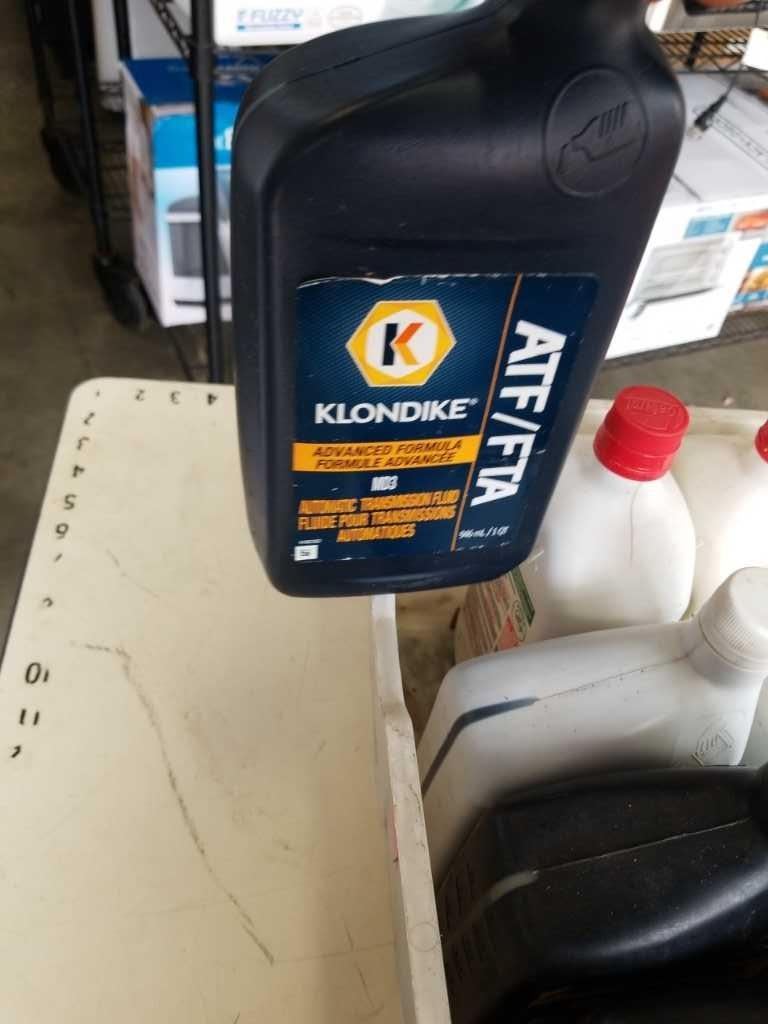 FUZZY
K
KLONDIKE®
ADVANCED FORMULA
FORMULE AVANCÉE
MD3
AUTOMATIC TRANSMISSION FLUID
FLUIDE POUR TRANSMISSIONS
AUTOMATIQUES
ATF/FTA
946 mL / 1 QT
4 3 2
2
3
4
5
6
10
11